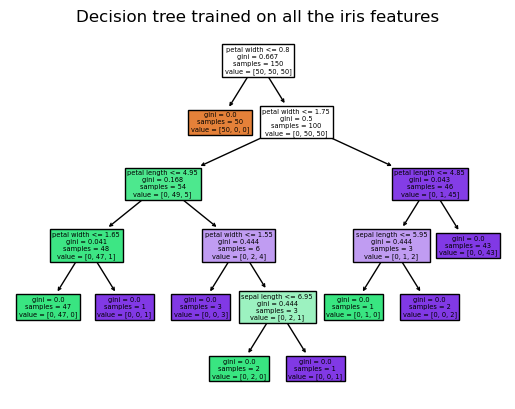 Decision tree trained on all the iris features
petal width <= 0.8
gini = 0.667
samples = 150
value = [50, 50, 50]
gini = 0.0
samples = 50
value = [50, 0, 0]
petal width <= 1.75
gini = 0.5
samples = 100
value = [0, 50, 50]
petal length <= 4.95
gini = 0.168
samples = 54
value = [0, 49, 5]
petal length <= 4.85
gini = 0.043
samples = 46
value = [0, 1, 45]
petal width <= 1.65
gini = 0.041
samples = 48
value = [0, 47, 1]
petal width <= 1.55
gini = 0.444
samples = 6
value = [0, 2, 4]
sepal length <= 5.95
gini = 0.444
samples = 3
value = [0, 1, 2]
gini = 0.0
samples = 43
value = [0, 0, 43]
gini = 0.0
samples = 47
value = [0, 47, 0]
gini = 0.0
samples = 1
value = [0, 0, 1]
gini = 0.0
samples = 3
value = [0, 0, 3]
sepal length <= 6.95
gini = 0.444
samples = 3
value = [0, 2, 1]
gini = 0.0
samples = 1
value = [0, 1, 0]
gini = 0.0
samples = 2
value = [0, 0, 2]
gini = 0.0
samples = 2
value = [0, 2, 0]
gini = 0.0
samples = 1
value = [0, 0, 1]